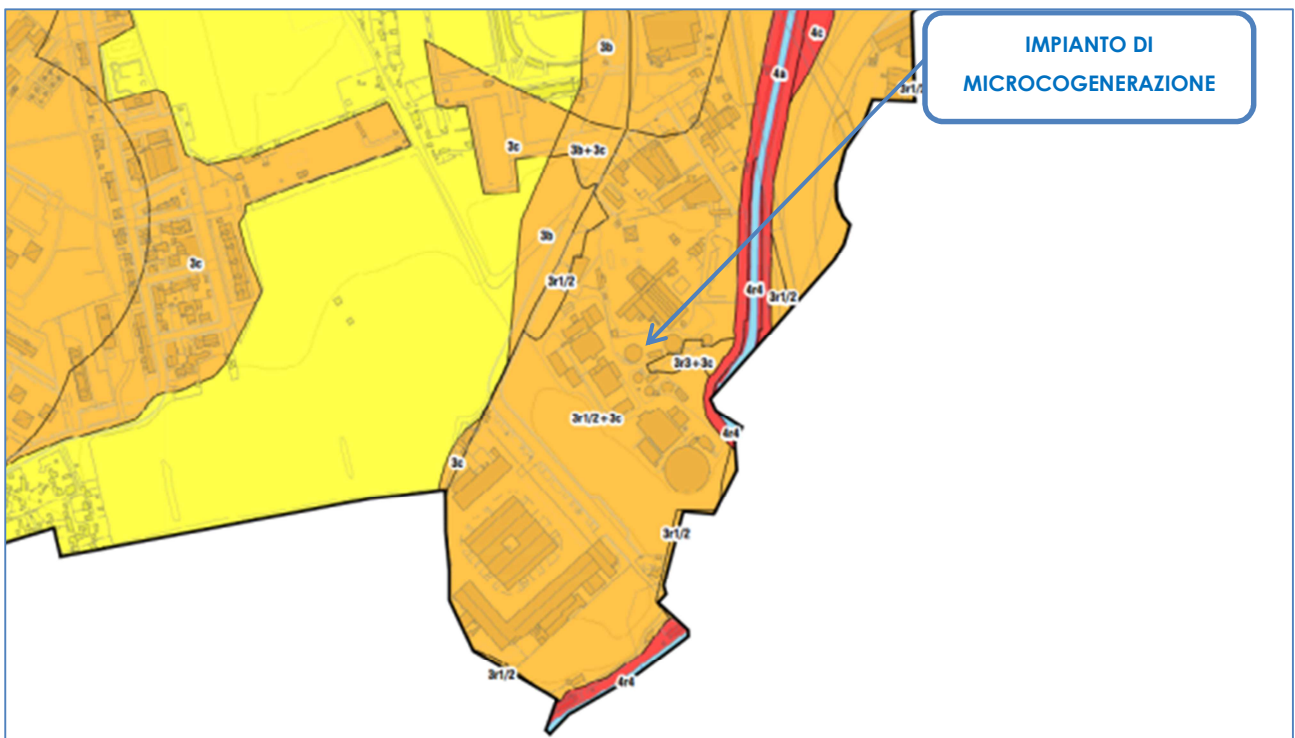 IMPIANTO DI
MICROCOGENERAZIONE
4c
3b
4a
3r1/2
3c
3b+3c
3b
3c
3r1/2
4r4
3r1/2
3r3+3c
3r1/2+3c
4r4
3c
3r1/2
3r1/2
4r4